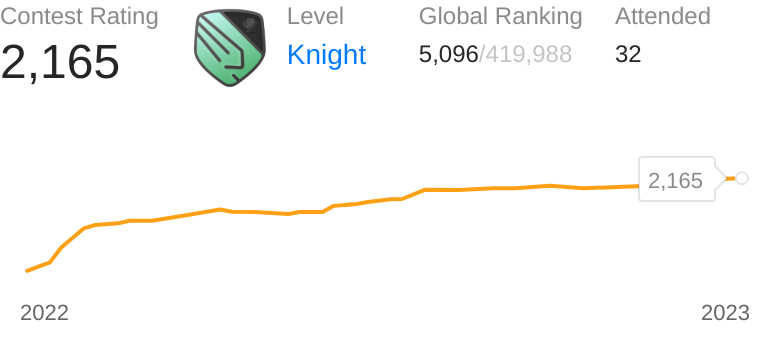 Contest Rating
2,165
Level
Knight
Global Ranking
5,096/419,988
Attended
32
2,165
2022
2023